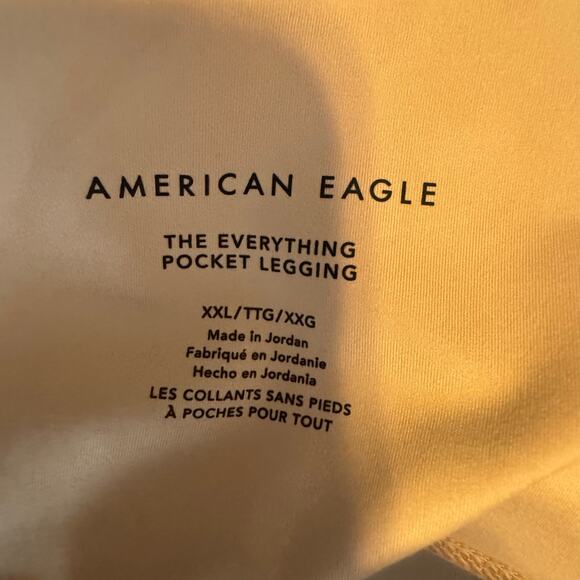 AMERICAN EAGLE
THE EVERYTHING
POCKET LEGGING
XXL/TTG/XXG
Made in Jordan
Fabriqué en Jordanie
Hecho en Jordania
LES COLLANTS SANS PIEDS
À POCHES POUR TOUT